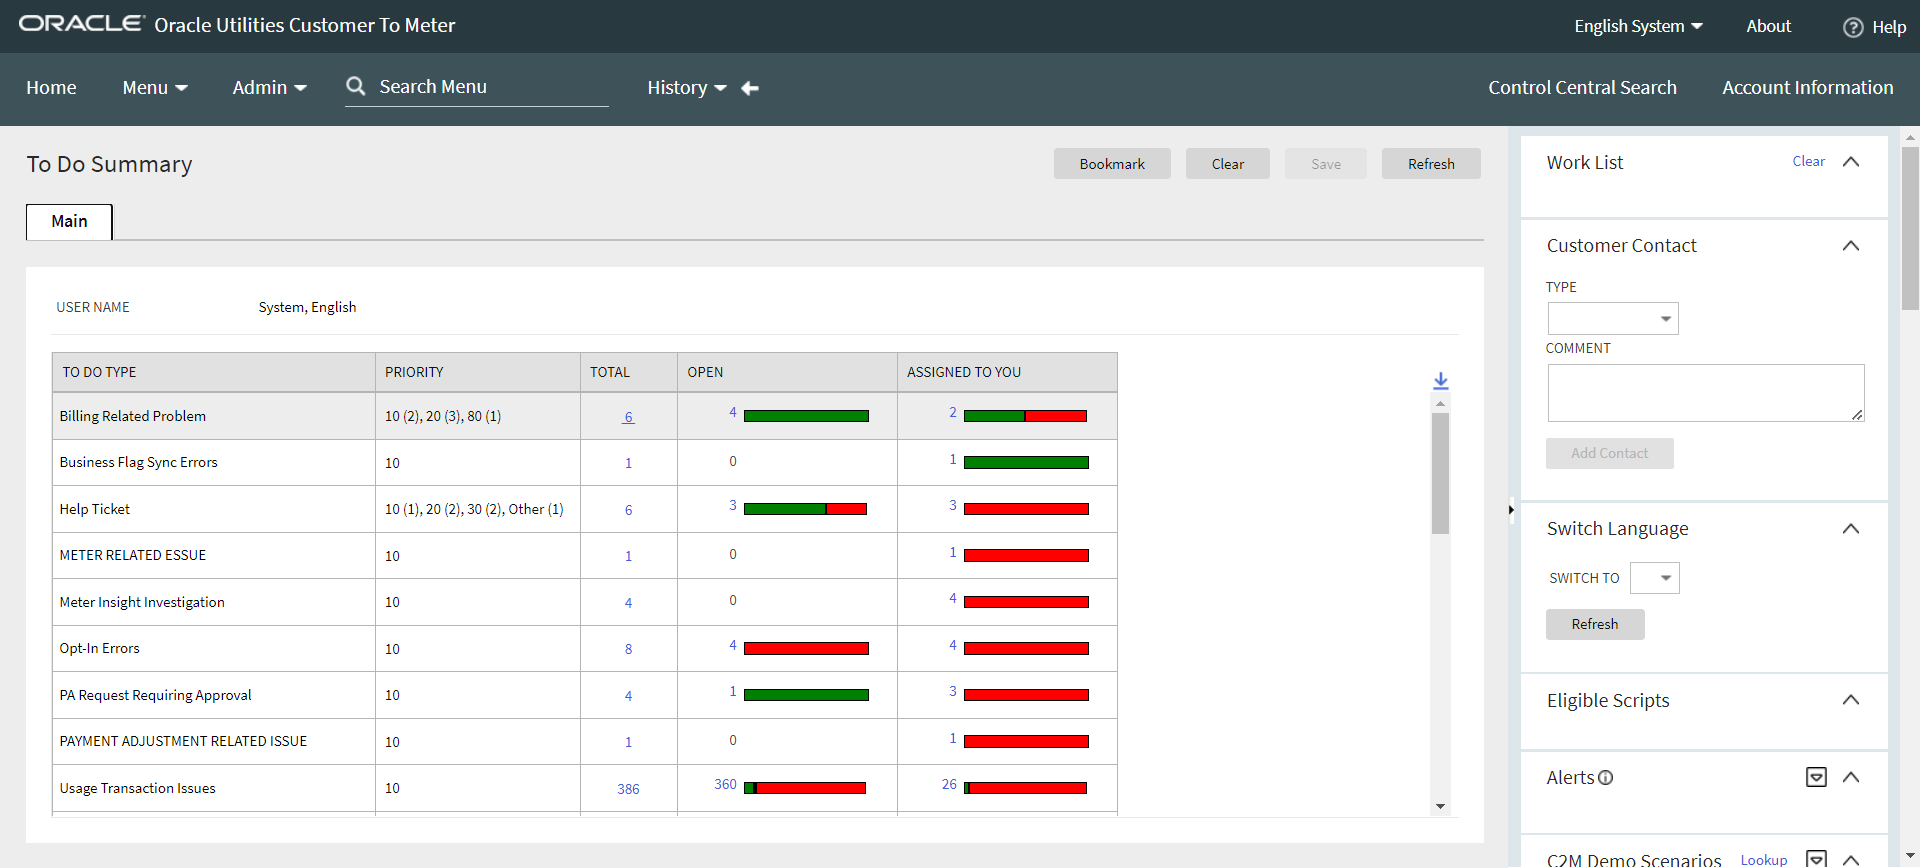 ORACLE Oracle Utilities Customer To Meter
English System About Help
Home Menu Admin Search Menu History Control Central Search Account Information
To Do Summary
Bookmark Clear Save Refresh
Main
USER NAME System, English
TO DO TYPE PRIORITY TOTAL OPEN ASSIGNED TO YOU
Billing Related Problem 10 (2), 20 (3), 80 (1) 6 4 2
Business Flag Sync Errors 10 1 0 1
Help Ticket 10 (1), 20 (2), 30 (2), Other (1) 6 3 3
METER RELATED ESSUE 10 1 0 1
Meter Insight Investigation 10 4 0 4
Opt-In Errors 10 8 4 4
PA Request Requiring Approval 10 4 1 3
PAYMENT ADJUSTMENT RELATED ISSUE 10 1 0 1
Usage Transaction Issues 10 386 360 26
Work List Clear
Customer Contact
TYPE
COMMENT
Add Contact
Switch Language
SWITCH TO
Refresh
Eligible Scripts
Alerts
C2M Demo Scenarios Lookup